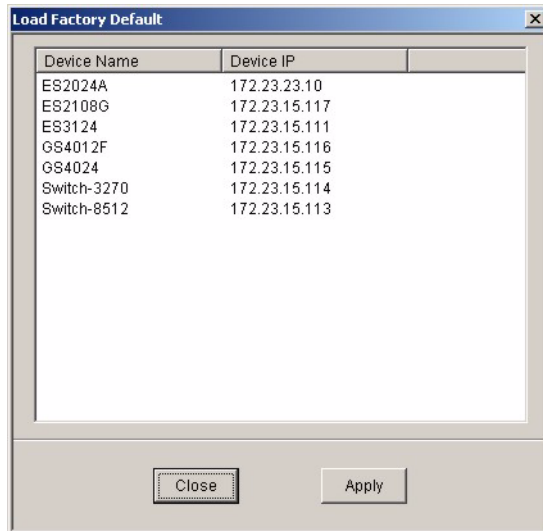 Load Factory Default
Device Name Device IP
ES2024A 172.23.23.10
ES2108G 172.23.15.117
ES3124 172.23.15.111
GS4012F 172.23.15.116
GS4024 172.23.15.115
Switch-3270 172.23.15.114
Switch-8512 172.23.15.113
Close Apply